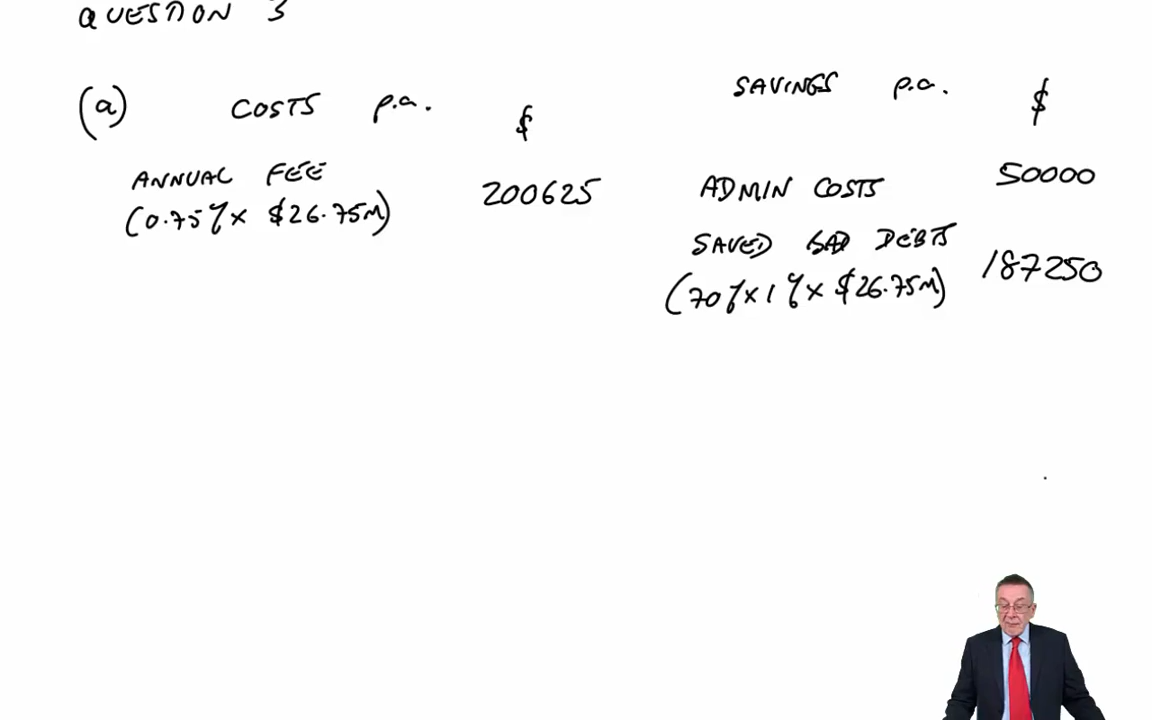 QUESTION 3
(a) COSTS p.a. $
ANNUAL FEE
(0.75% x $26.75M) 200625
SAVINGS p.a. $
ADMIN COSTS 50000
SAVED BAD DEBTS
(70% x 1% x $26.75M) 187250